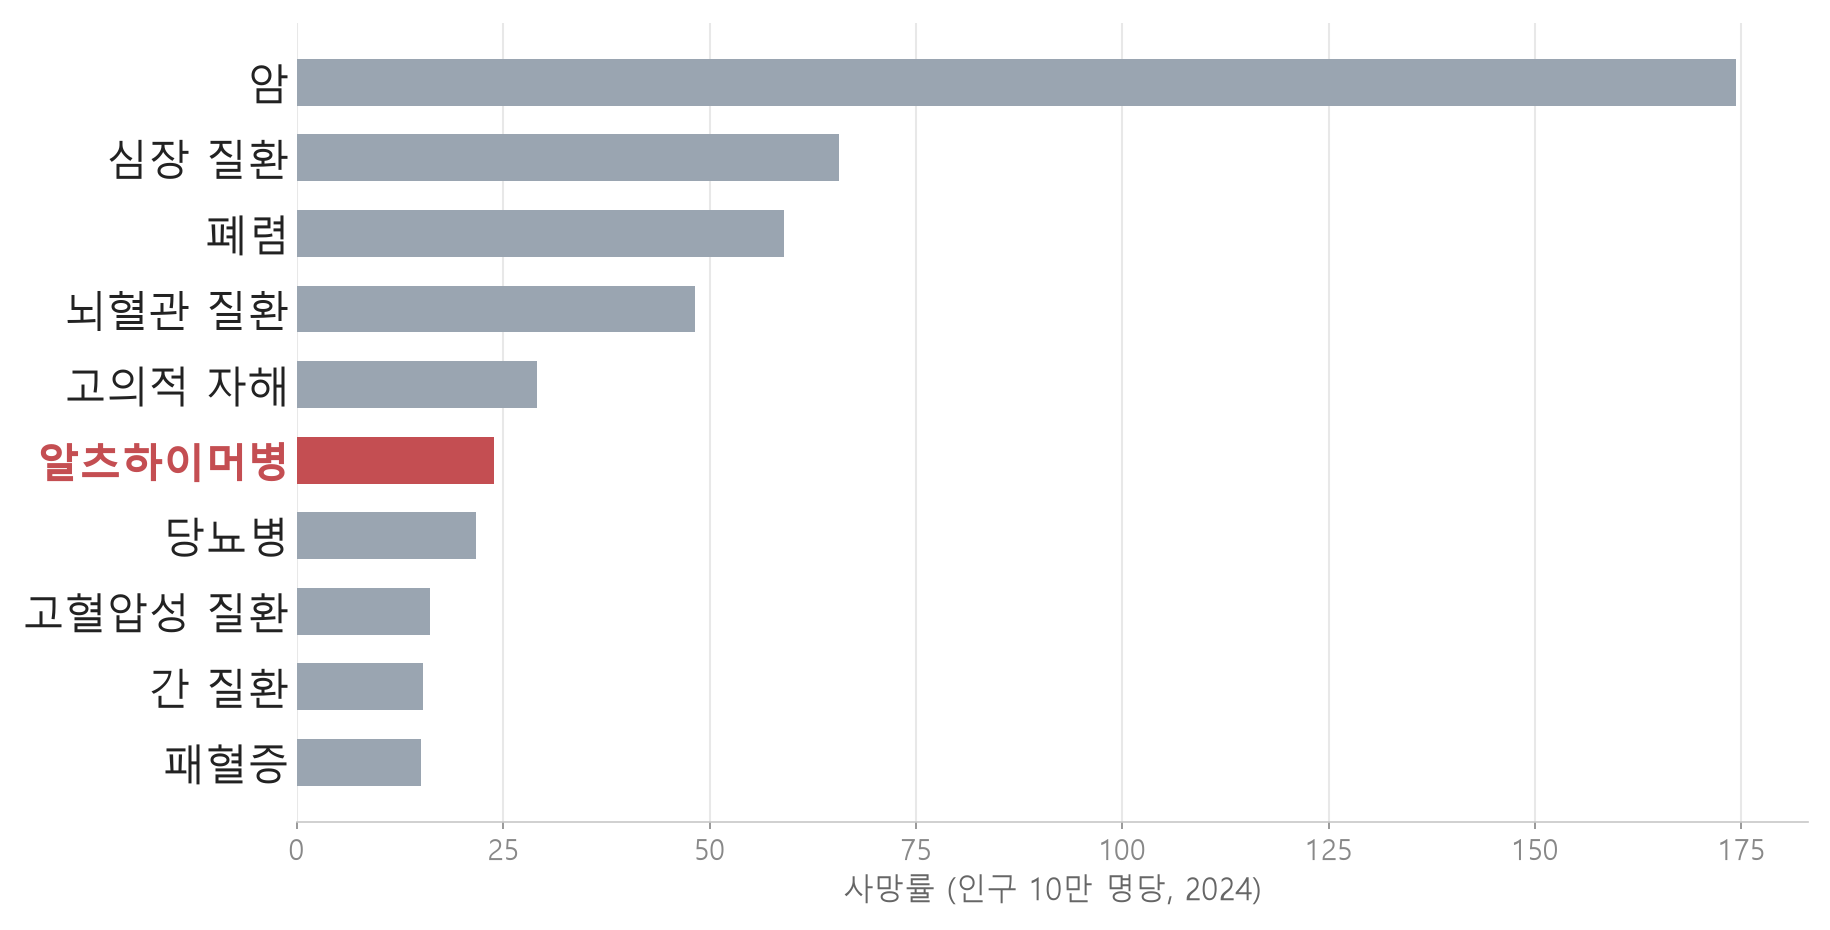 암
심장 질환
폐렴
뇌혈관 질환
고의적 자해
알츠하이머병
당뇨병
고혈압성 질환
간 질환
패혈증
0 25 50 75 100 125 150 175
사망률 (인구 10만 명당, 2024)